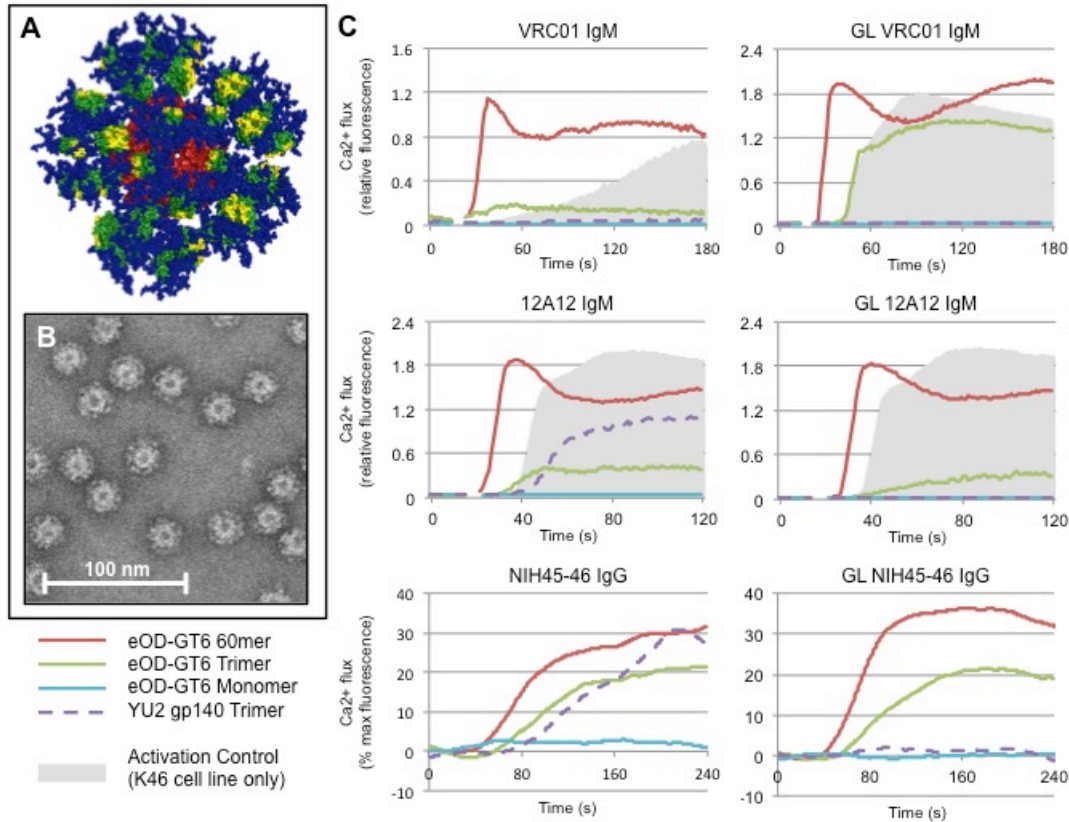 A
B
100 nm
eOD-GT6 60mer
eOD-GT6 Trimer
eOD-GT6 Monomer
YU2 gp140 Trimer
Activation Control
(K46 cell line only)
C
VRC01 IgM
Ca2+ flux
(relative fluorescence)
1.6
1.2
0.8
0.4
0
0 60 120 180
Time (s)
GL VRC01 IgM
2.4
1.8
1.2
0.6
0
0 60 120 180
Time (s)
12A12 IgM
Ca2+ flux
(relative fluorescence)
2.4
1.8
1.2
0.6
0
0 40 80 120
Time (s)
GL 12A12 IgM
2.4
1.8
1.2
0.6
0
0 40 80 120
Time (s)
NIH45-46 IgG
Ca2+ flux
(% max fluorescence)
40
30
20
10
0
-10
0 80 160 240
Time (s)
GL NIH45-46 IgG
40
30
20
10
0
-10
0 80 160 240
Time (s)